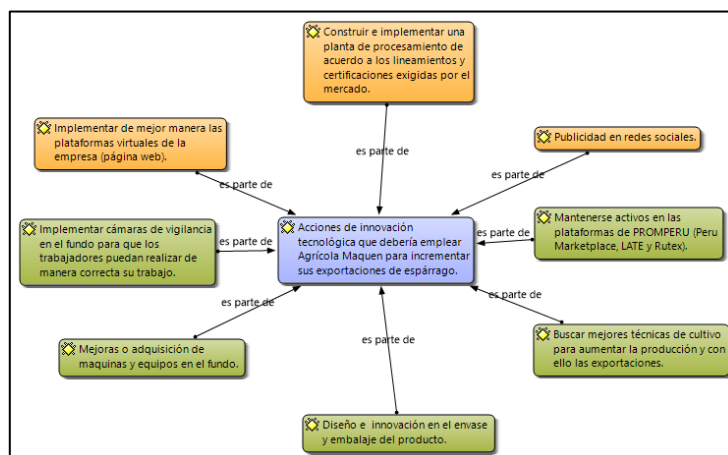 Construir e implementar una
planta de procesamiento de
acuerdo a los lineamientos y
certificaciones exigidas por el
mercado.
Implementar de mejor manera las
plataformas virtuales de la
empresa (página web).
es parte de
Publicidad en redes sociales.
es parte de
es parte de
Implementar cámaras de vigilancia
en el fundo para que los
trabajadores puedan realizar de
manera correcta su trabajo.
es parte de
Acciones de innovación
tecnológica que debería emplear
Agrícola Maquen para incrementar
sus exportaciones de espárrago.
es parte de
Mantenerse activos en las
plataformas de PROMPERU (Peru
Marketplace, LATE y Rutex).
es parte de
es parte de
es parte de
Mejoras o adquisición de
maquinas y equipos en el fundo.
Buscar mejores técnicas de cultivo
para aumentar la producción y con
ello las exportaciones.
Diseño e innovación en el envase
y embalaje del producto.